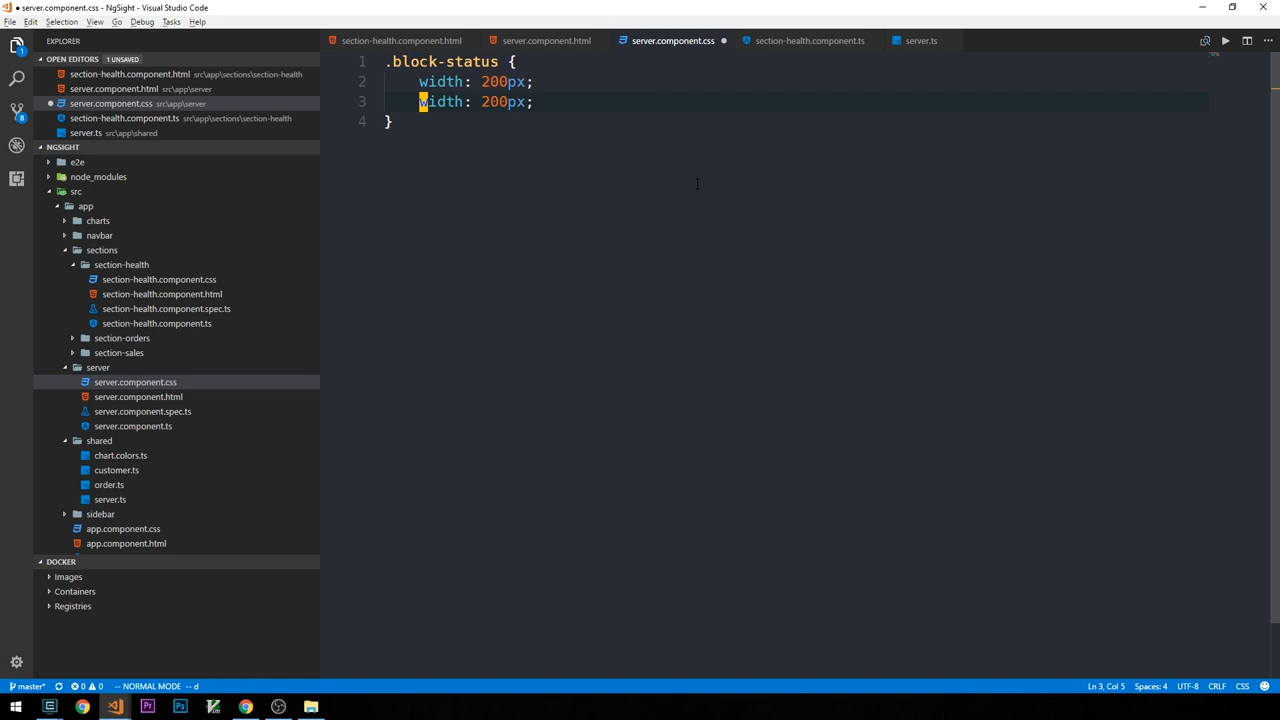 ● server.component.css - NgSight - Visual Studio Code
File Edit Selection View Go Debug Tasks Help
EXPLORER
section-health.component.html server.component.html server.component.css section-health.component.ts server.ts
OPEN EDITORS 1 UNSAVED
section-health.component.html src\app\sections\section-health
server.component.html src\app\server
server.component.css src\app\server
section-health.component.ts src\app\sections\section-health
server.ts src\app\shared
NGSIGHT
e2e
node_modules
src
app
charts
navbar
sections
section-health
section-health.component.css
section-health.component.html
section-health.component.spec.ts
section-health.component.ts
section-orders
section-sales
server
server.component.css
server.component.html
server.component.spec.ts
server.component.ts
shared
chart.colors.ts
customer.ts
order.ts
server.ts
sidebar
app.component.css
app.component.html
DOCKER
Images
Containers
Registries
1 .block-status {
2 width: 200px;
3 width: 200px;
4 }
1
8
master* 0 0 -- NORMAL MODE -- d Ln 3, Col 5 Spaces: 4 UTF-8 CRLF CSS
Pr Ps